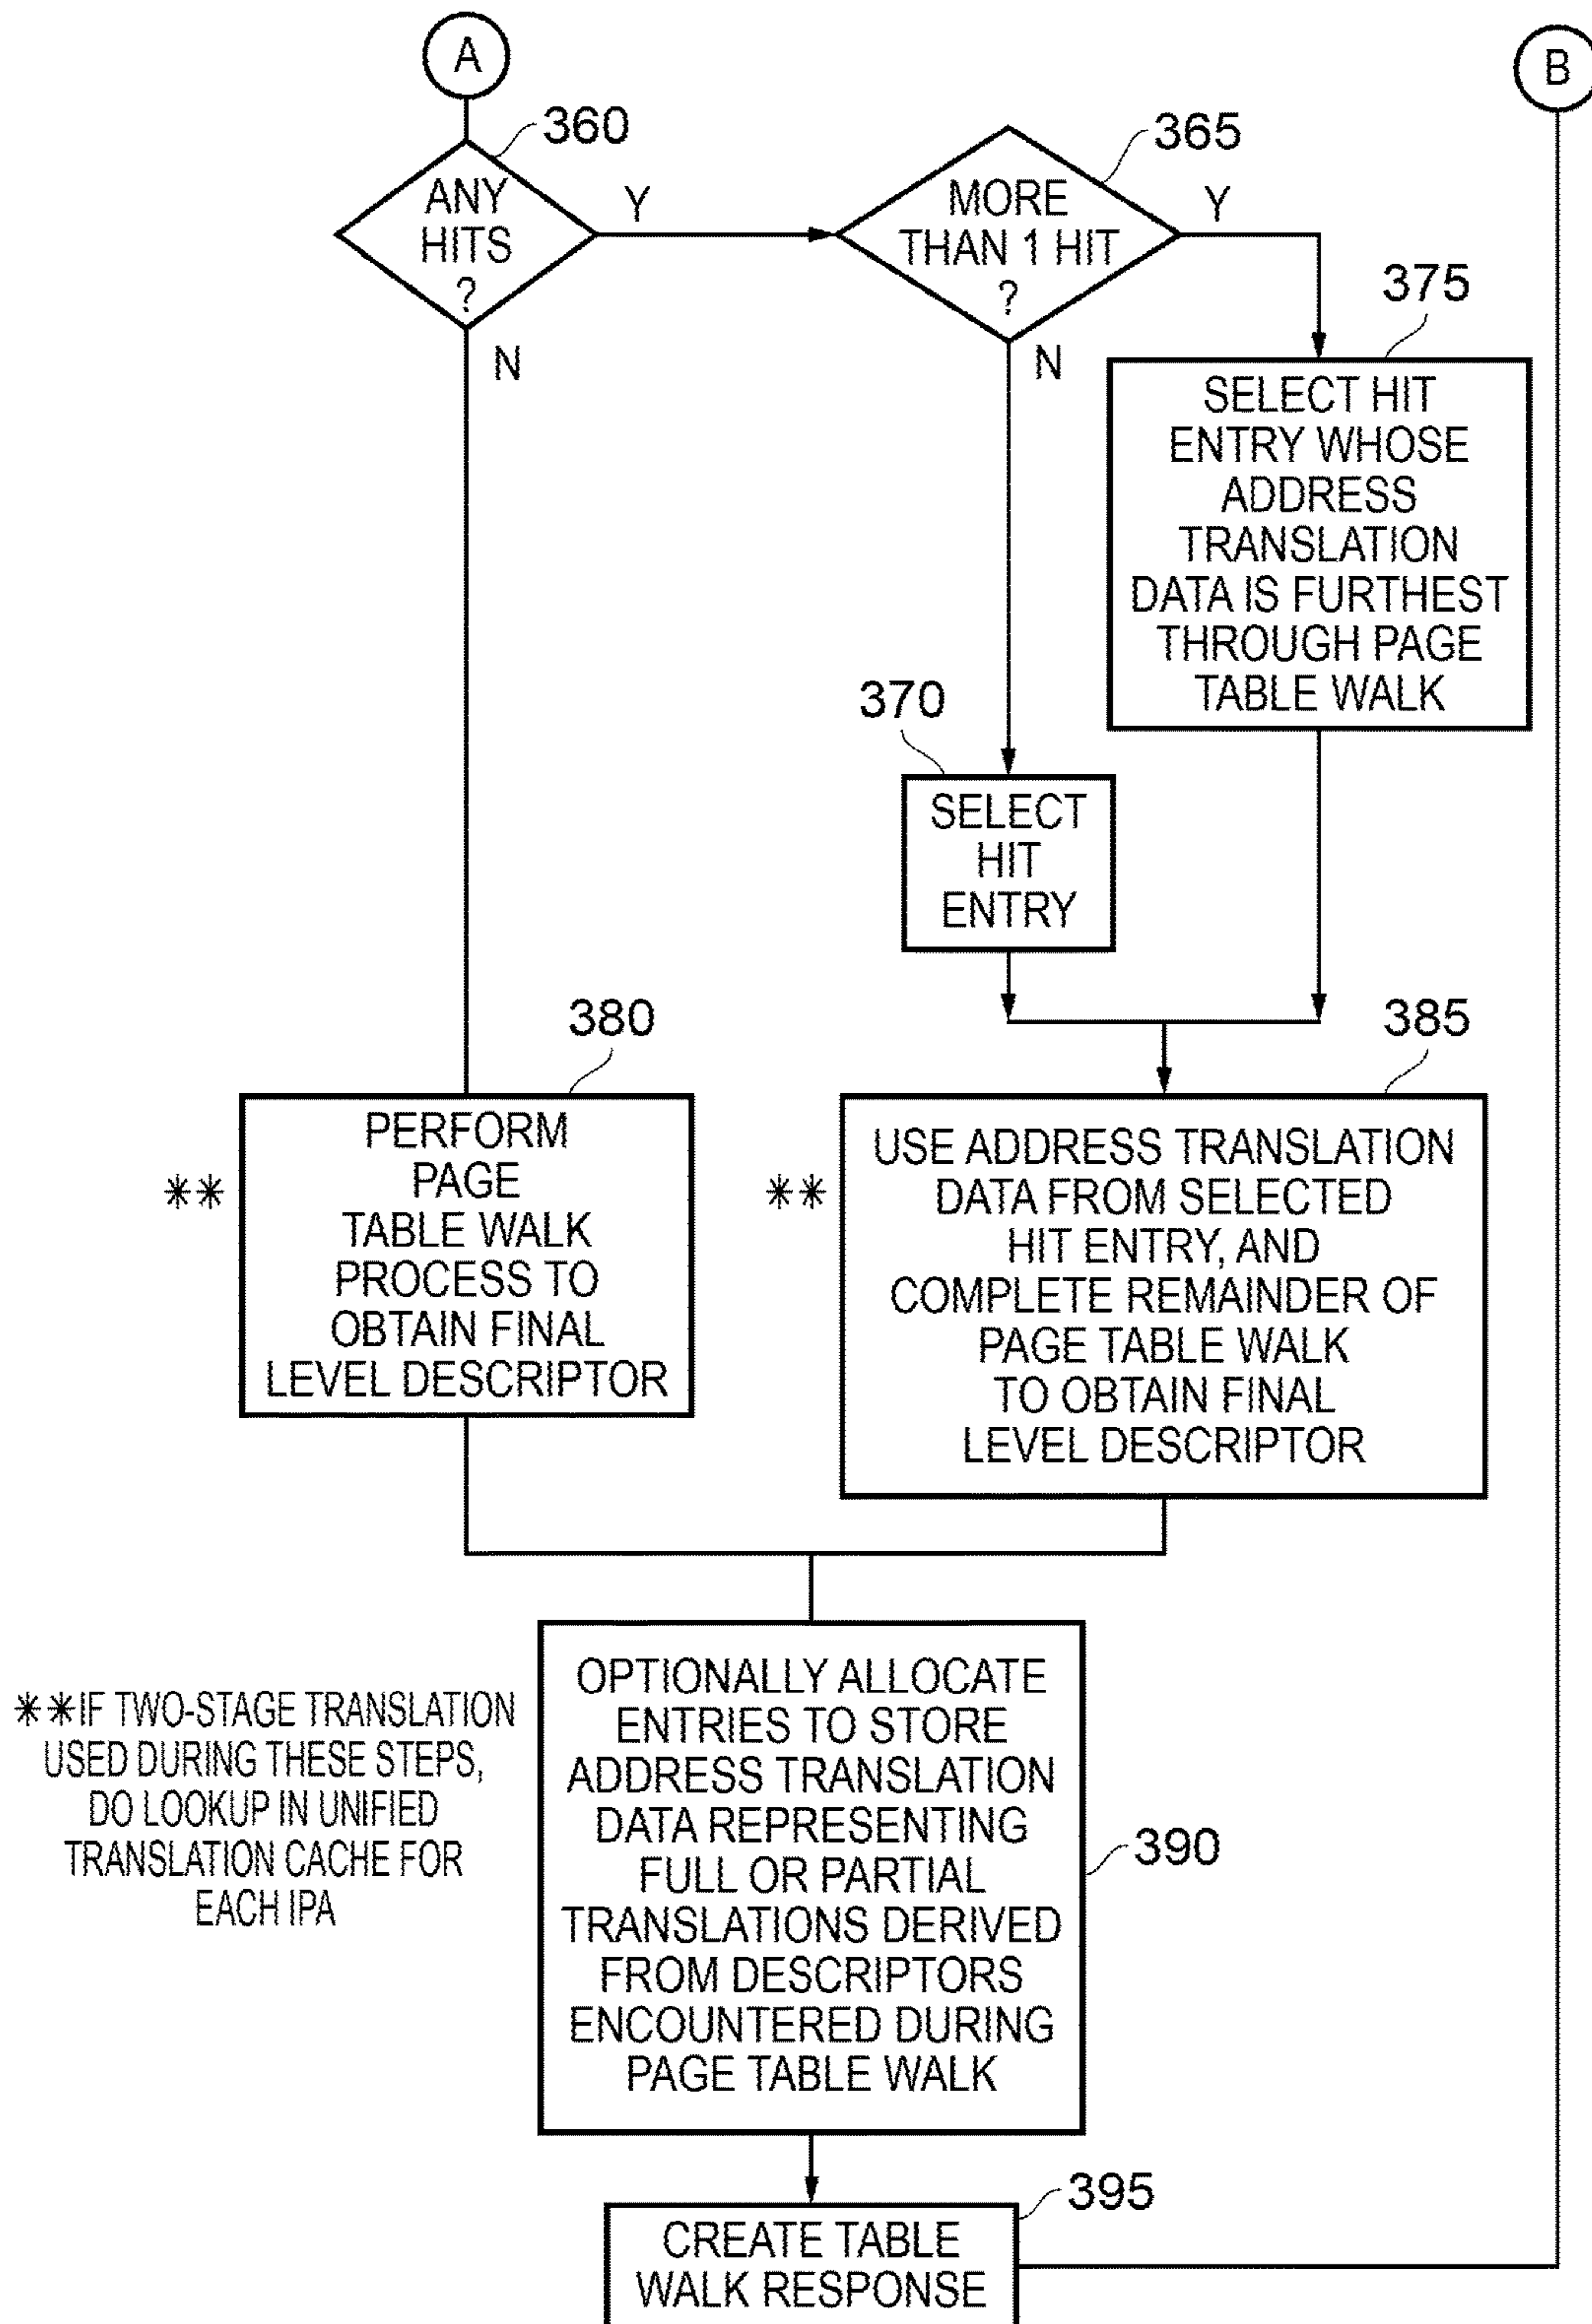 A
B
360
ANY
HITS
?
Y
N
365
MORE
THAN 1 HIT
?
Y
N
375
SELECT HIT
ENTRY WHOSE
ADDRESS
TRANSLATION
DATA IS FURTHEST
THROUGH PAGE
TABLE WALK
370
SELECT
HIT
ENTRY
380
**
PERFORM
PAGE
TABLE WALK
PROCESS TO
OBTAIN FINAL
LEVEL DESCRIPTOR
385
**
USE ADDRESS TRANSLATION
DATA FROM SELECTED
HIT ENTRY, AND
COMPLETE REMAINDER OF
PAGE TABLE WALK
TO OBTAIN FINAL
LEVEL DESCRIPTOR
**IF TWO-STAGE TRANSLATION
USED DURING THESE STEPS,
DO LOOKUP IN UNIFIED
TRANSLATION CACHE FOR
EACH IPA
OPTIONALLY ALLOCATE
ENTRIES TO STORE
ADDRESS TRANSLATION
DATA REPRESENTING
FULL OR PARTIAL
TRANSLATIONS DERIVED
FROM DESCRIPTORS
ENCOUNTERED DURING
PAGE TABLE WALK
390
395
CREATE TABLE
WALK RESPONSE